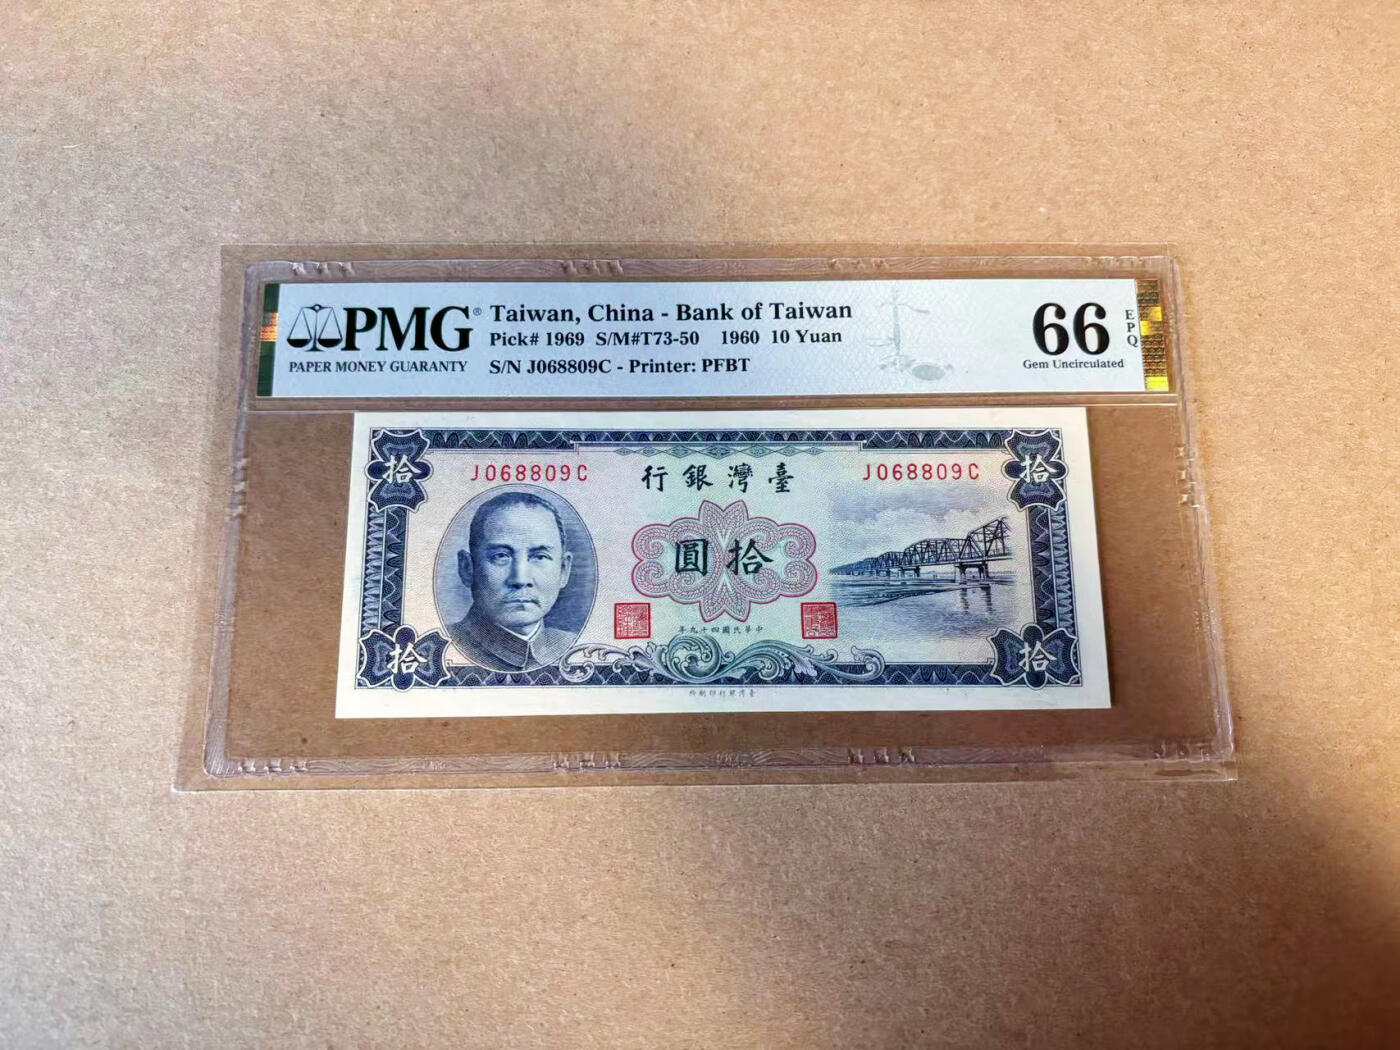 PMG®
PAPER MONEY GUARANTY
Taiwan, China - Bank of Taiwan
Pick# 1969 S/M#T73-50 1960 10 Yuan
S/N J068809C - Printer: PFBT
66
EPQ
Gem Uncirculated
拾
J068809C
行銀灣臺
J068809C
拾
圓拾
年九十四國民華中
拾
拾